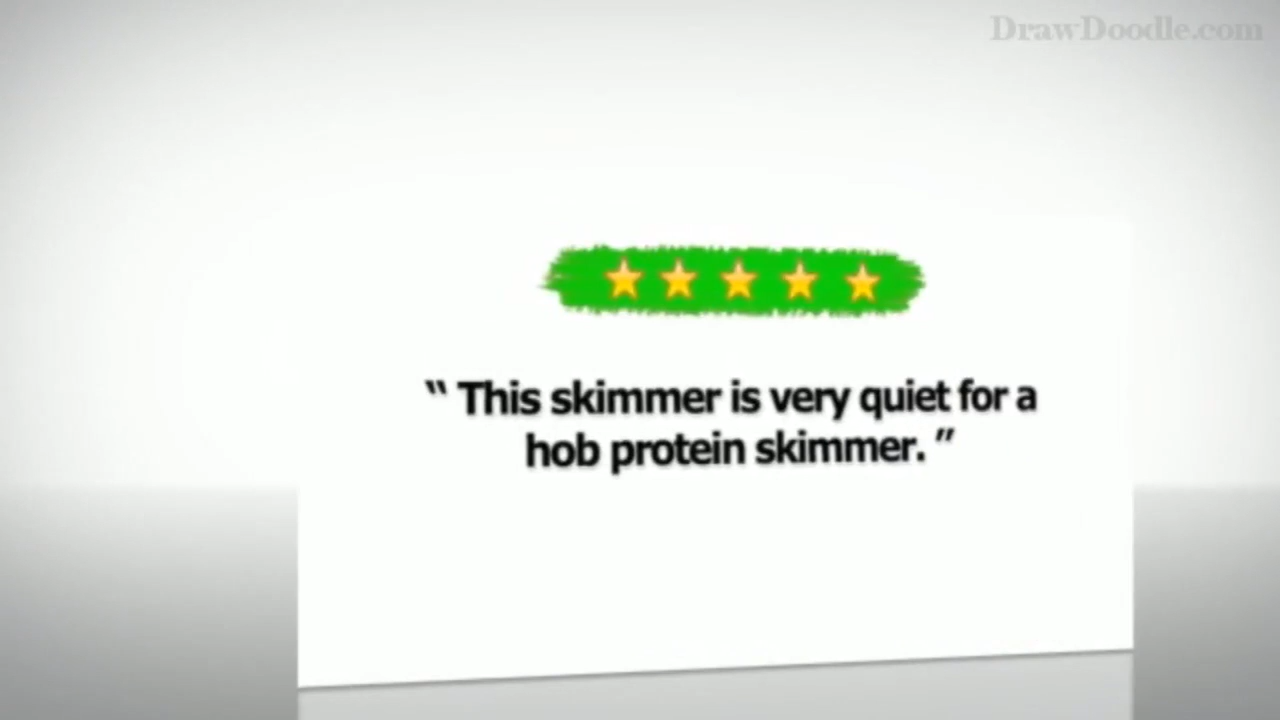 DrawDoodle.com
" This skimmer is very quiet for a
hob protein skimmer. "